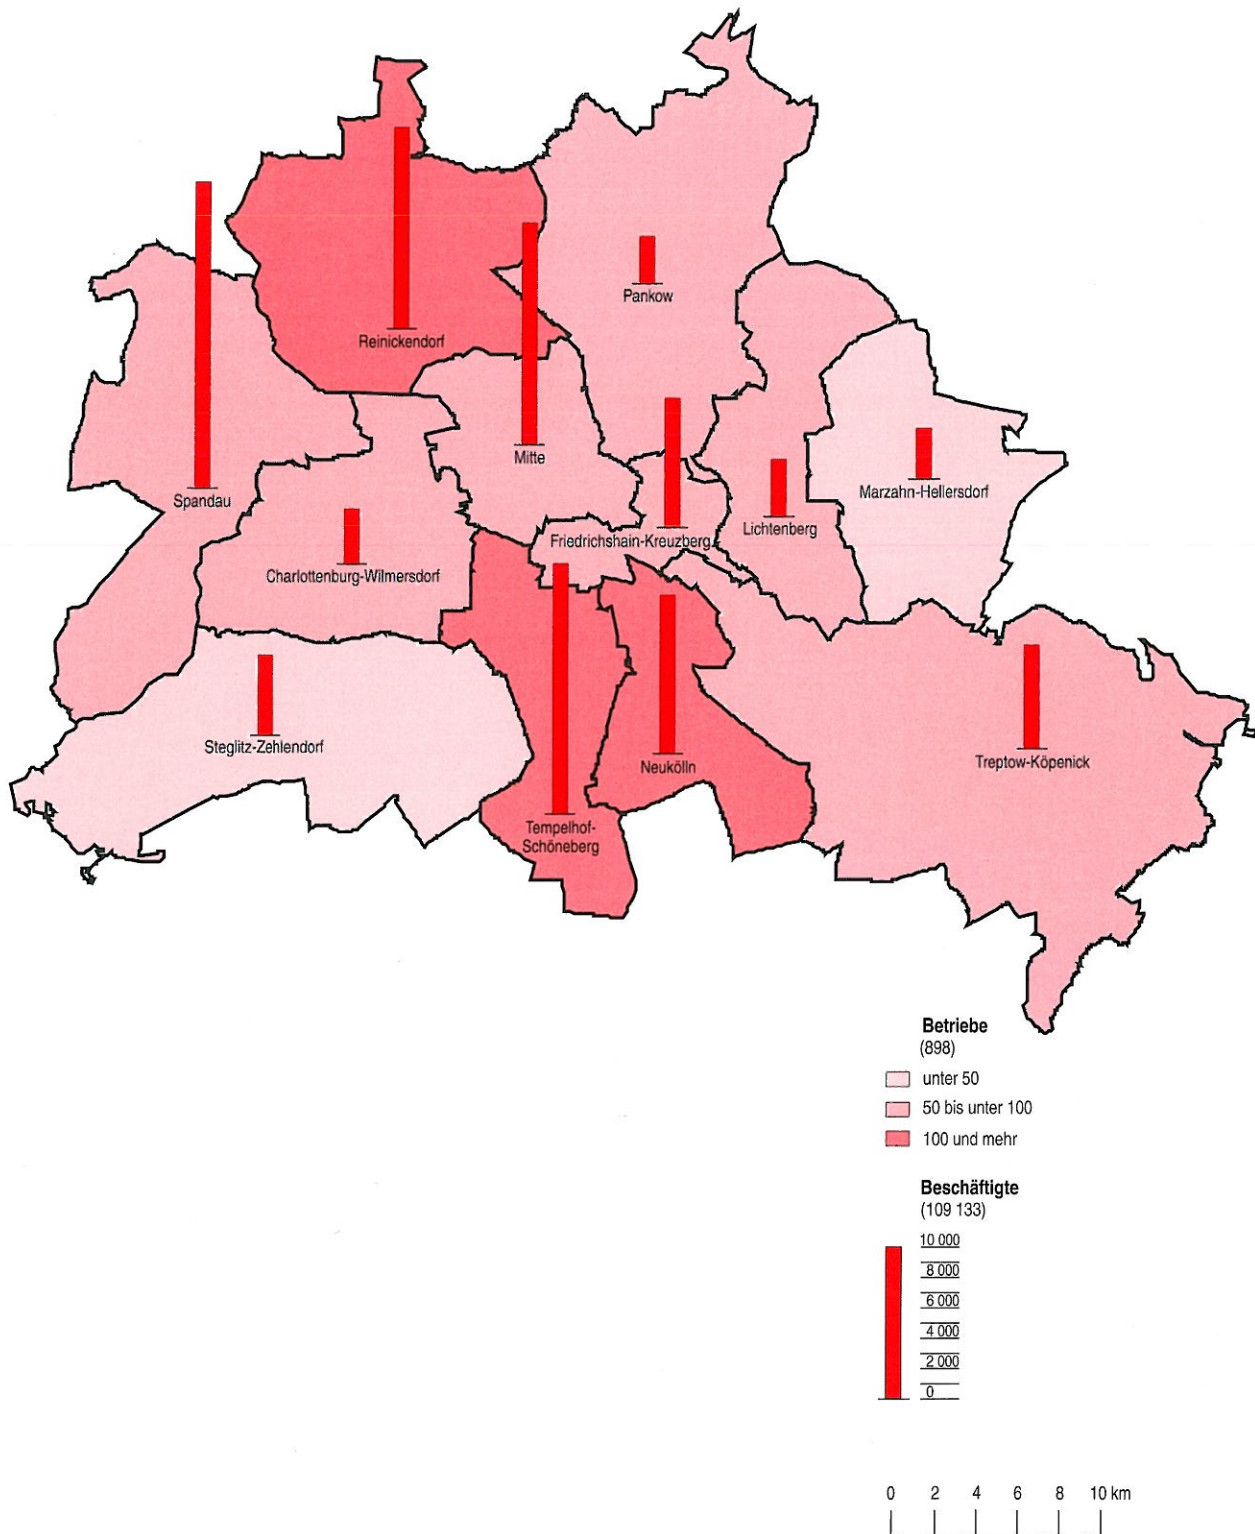 Reinickendorf
Pankow
Mitte
Spandau
Marzahn-Hellersdorf
Lichtenberg
Friedrichshain-Kreuzberg
Charlottenburg-Wilmersdorf
Steglitz-Zehlendorf
Neukölln
Treptow-Köpenick
Tempelhof-
Schöneberg
Betriebe
(898)
unter 50
50 bis unter 100
100 und mehr
Beschäftigte
(109 133)
10 000
8 000
6 000
4 000
2 000
0
0 2 4 6 8 10 km